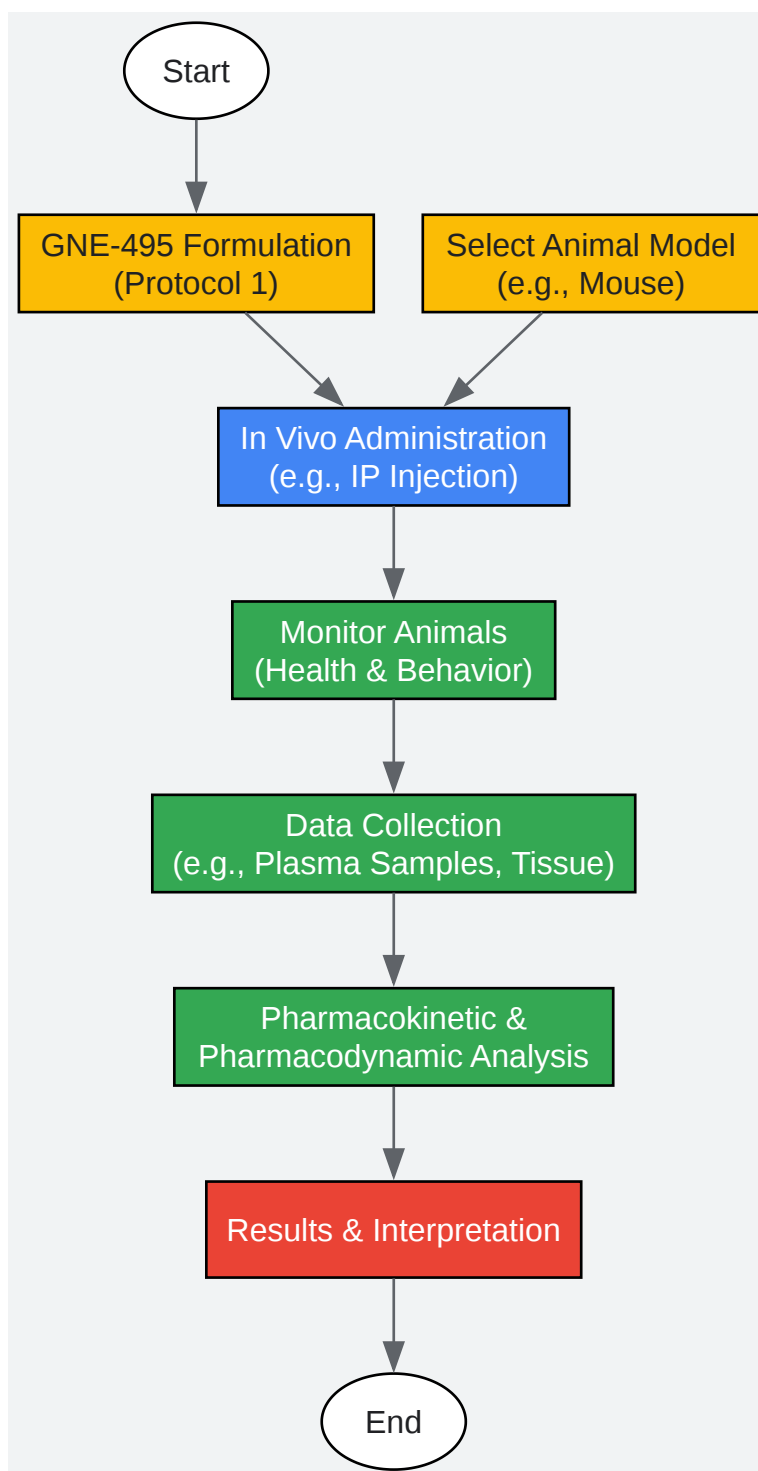 Start
GNE-495 Formulation
(Protocol 1)
Select Animal Model
(e.g., Mouse)
In Vivo Administration
(e.g., IP Injection)
Monitor Animals
(Health & Behavior)
Data Collection
(e.g., Plasma Samples, Tissue)
Pharmacokinetic &
Pharmacodynamic Analysis
Results & Interpretation
End